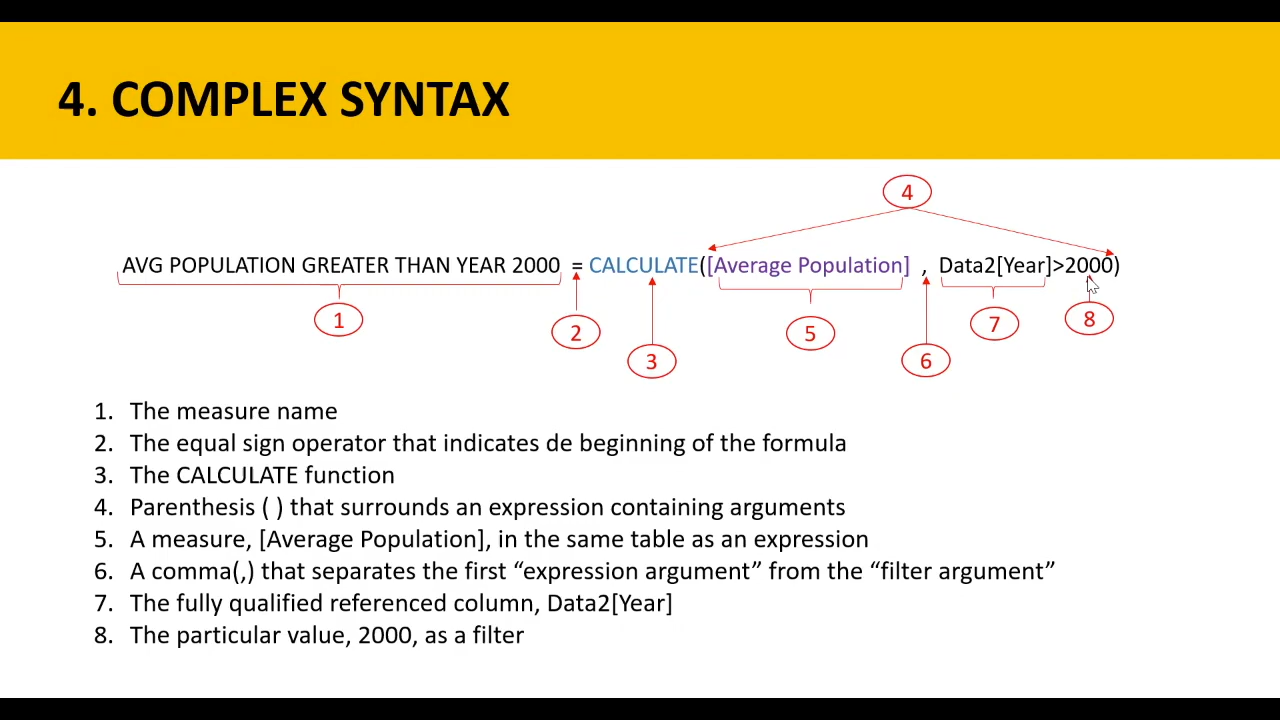 4. COMPLEX SYNTAX
4
AVG POPULATION GREATER THAN YEAR 2000 = CALCULATE([Average Population] , Data2[Year]>2000)
1
2
3
5
6
7
8
1. The measure name
2. The equal sign operator that indicates de beginning of the formula
3. The CALCULATE function
4. Parenthesis ( ) that surrounds an expression containing arguments
5. A measure, [Average Population], in the same table as an expression
6. A comma(,) that separates the first “expression argument” from the “filter argument”
7. The fully qualified referenced column, Data2[Year]
8. The particular value, 2000, as a filter